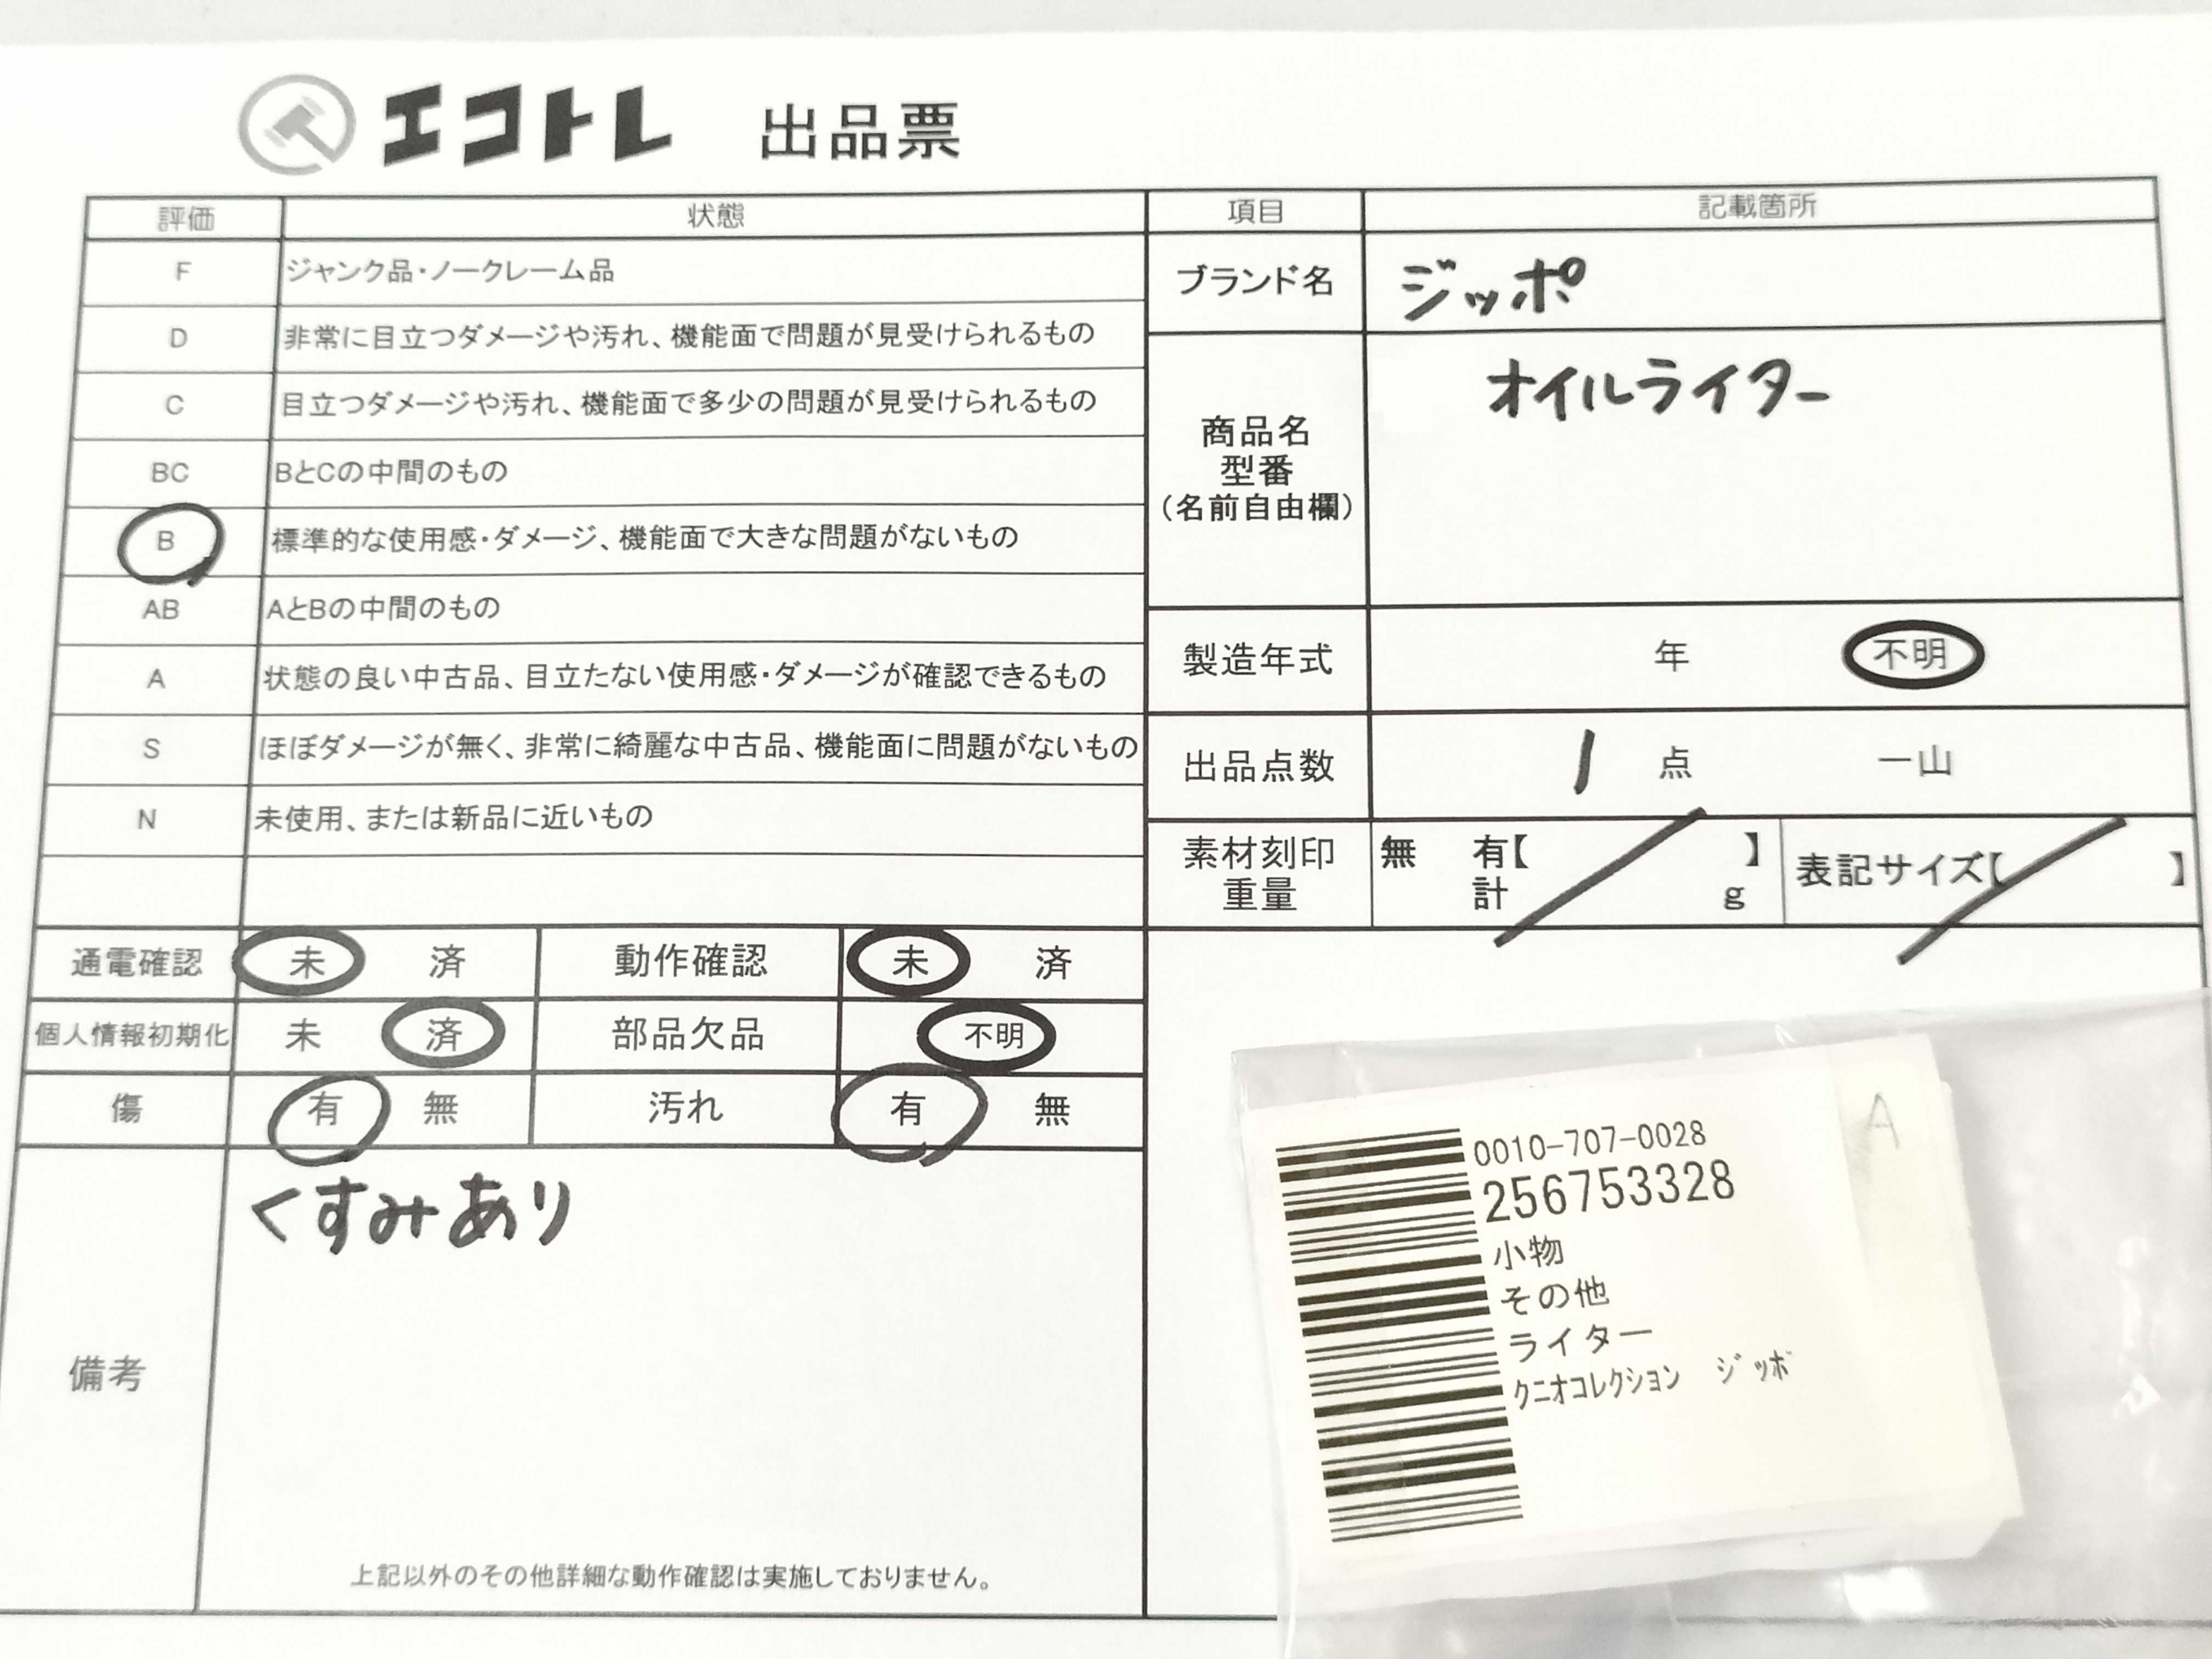 エコトレ 出品票
評価 状態
F ジャンク品・ノークレーム品
D 非常に目立つダメージや汚れ、機能面で問題が見受けられるもの
C 目立つダメージや汚れ、機能面で多少の問題が見受けられるもの
BC BとCの中間のもの
B 標準的な使用感・ダメージ、機能面で大きな問題がないもの
AB AとBの中間のもの
A 状態の良い中古品、目立たない使用感・ダメージが確認できるもの
S ほぼダメージが無く、非常に綺麗な中古品、機能面に問題がないもの
N 未使用、または新品に近いもの
通電確認 未 済 動作確認 未 済
個人情報初期化 未 済 部品欠品 不明
傷 有 無 汚れ 有 無
備考
くすみあり
上記以外のその他詳細な動作確認は実施しておりません。
項目 記載箇所
ブランド名 ジッポ
商品名
型番
(名前自由欄)
オイルライター
製造年式 年 不明
出品点数 1 点 一山
素材刻印 無 有【 】
重量 計 g
表記サイズ【 】
A
0010-707-0028
256753328
小物
その他
ライター
クニオコレクション ジッポ